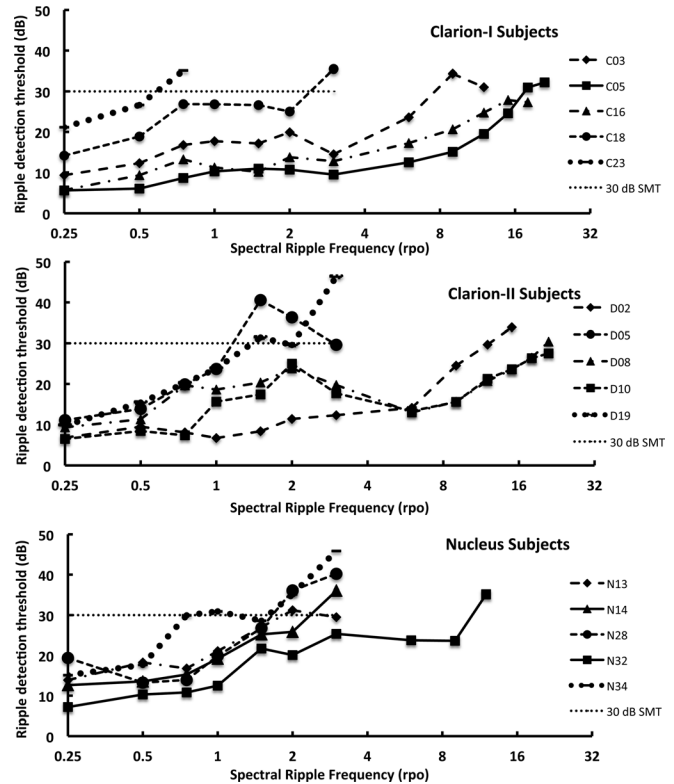 Clarion-I Subjects
Ripple detection threshold (dB)
50
40
30
20
10
0
0.25 0.5 1 2 4 8 16 32
Spectral Ripple Frequency (rpo)
C03
C05
C16
C18
C23
30 dB SMT
Clarion-II Subjects
Ripple detection threshold (dB)
50
40
30
20
10
0
0.25 0.5 1 2 4 8 16 32
Spectral Ripple Frequency (rpo)
D02
D05
D08
D10
D19
30 dB SMT
Nucleus Subjects
Ripple detection threshold (dB)
50
40
30
20
10
0
0.25 0.5 1 2 4 8 16 32
Spectral Ripple Frequency (rpo)
N13
N14
N28
N32
N34
30 dB SMT